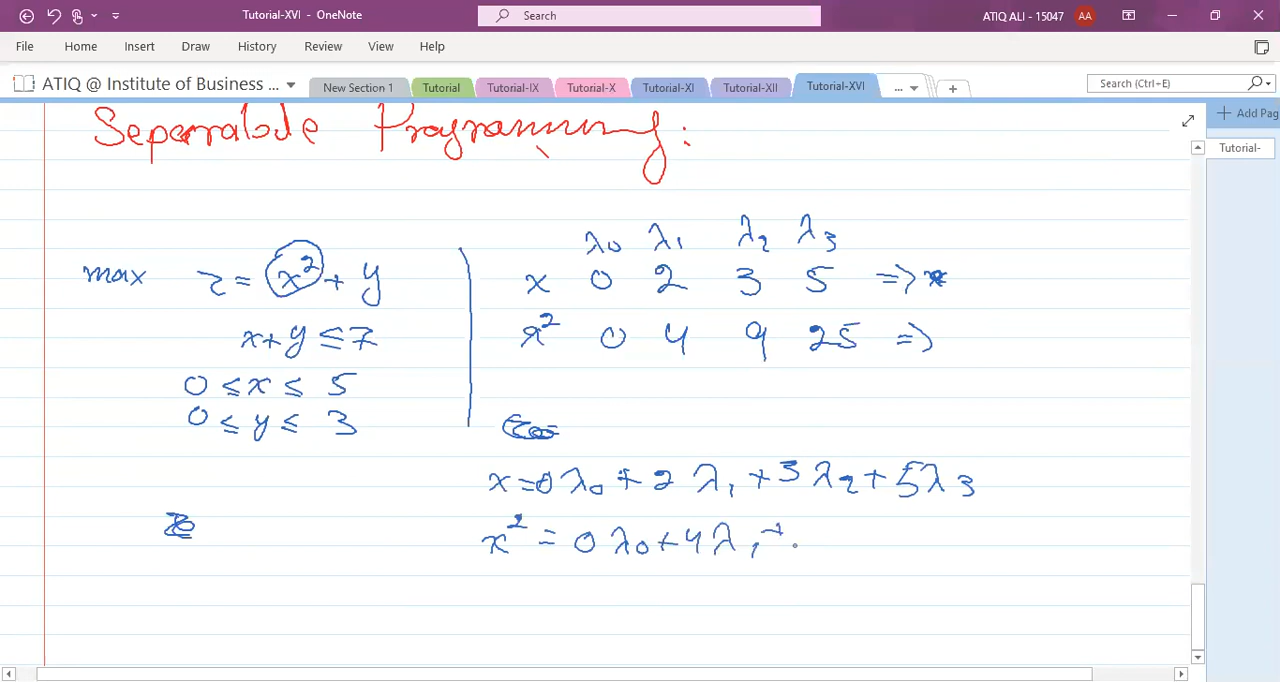 Tutorial-XVI - OneNote
Search
ATIQ ALI - 15047 AA
File Home Insert Draw History Review View Help
ATIQ @ Institute of Business ...
New Section 1 Tutorial Tutorial-IX Tutorial-X Tutorial-XI Tutorial-XII Tutorial-XVI ...
Search (Ctrl+E)
Add Pag
Tutorial-
Separable Programming:
λ0 λ1 λ2 λ3
max z = x² + y
x 0 2 3 5 =>
x + y ≤ 7
x² 0 4 9 25 =>
0 ≤ x ≤ 5
0 ≤ y ≤ 3
x = 0λ0 + 2λ1 + 3λ2 + 5λ3
x² = 0λ0 + 4λ1 +